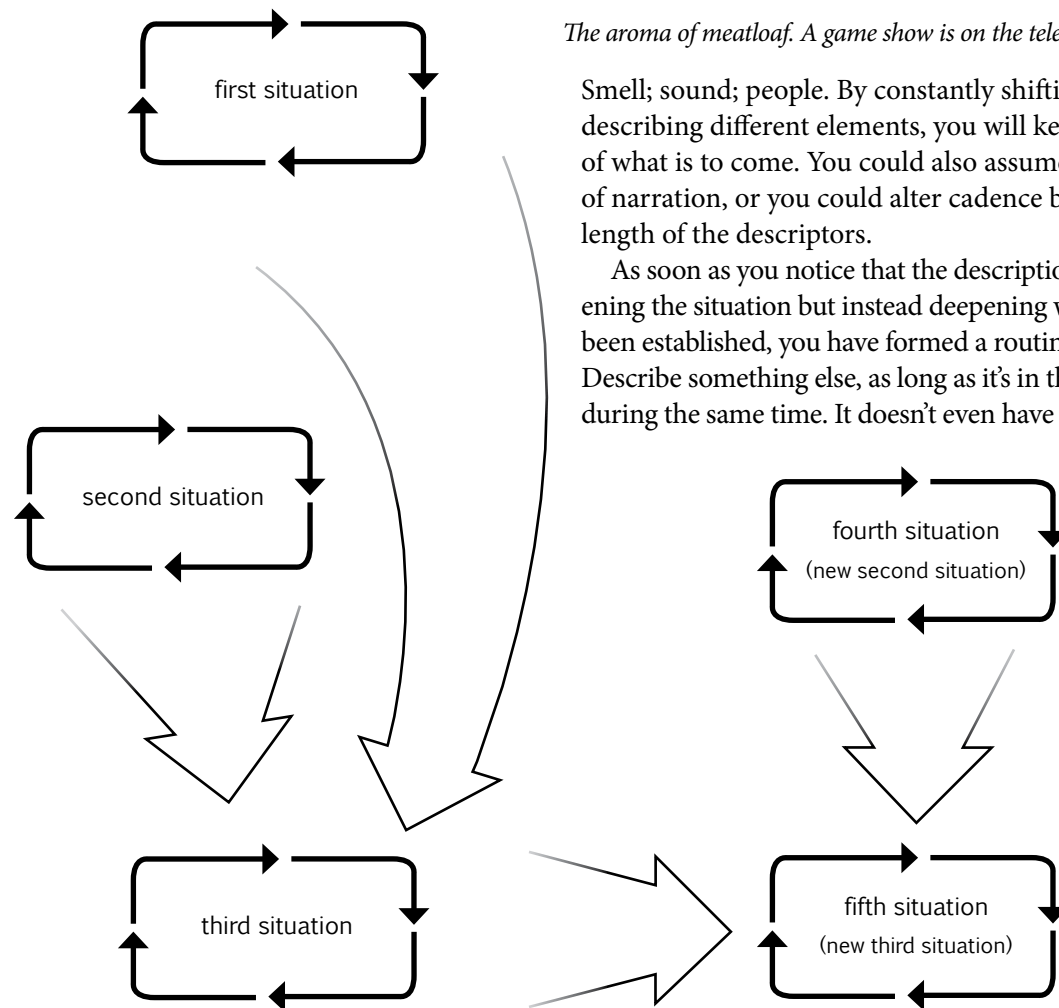 The aroma of meatloaf. A game show is on the tele
Smell; sound; people. By constantly shifti
describing different elements, you will ke
of what is to come. You could also assume
of narration, or you could alter cadence b
length of the descriptors.
As soon as you notice that the descriptio
ening the situation but instead deepening w
been established, you have formed a routin
Describe something else, as long as it's in th
during the same time. It doesn't even have
first situation
second situation
third situation
fourth situation
(new second situation)
fifth situation
(new third situation)